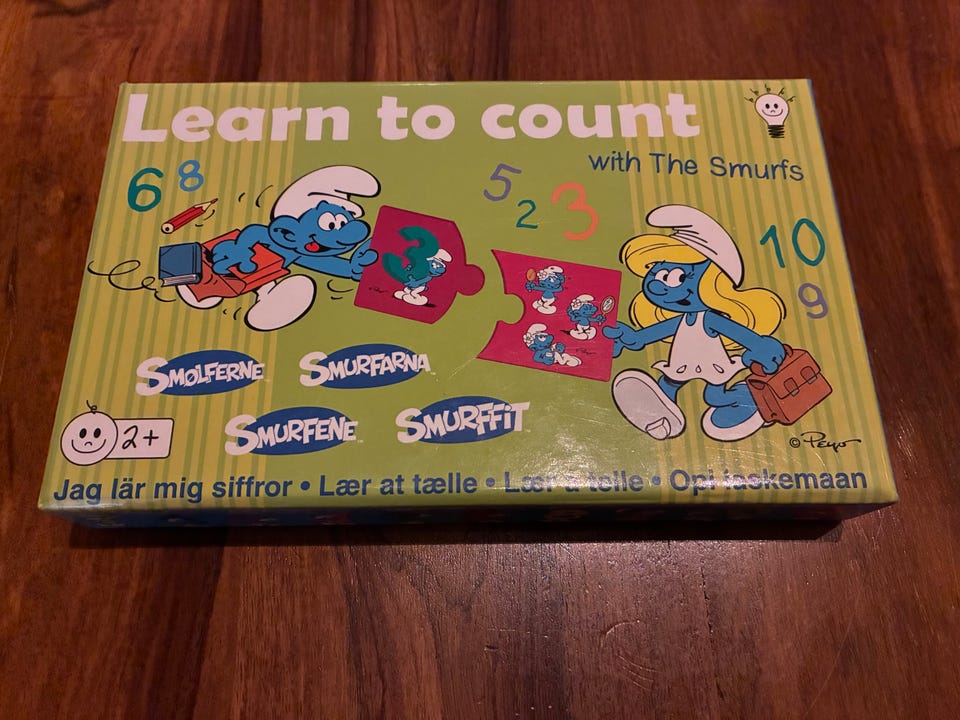 Learn to count
with The Smurfs
6 8
5 2 3
10
9
3
SMØLFERNE SMURFARNA
SMURFENE SMURFFIT
2+
© Peyo
Jag lär mig siffror • Lær at tælle • Lær å telle • Opi laskemaan